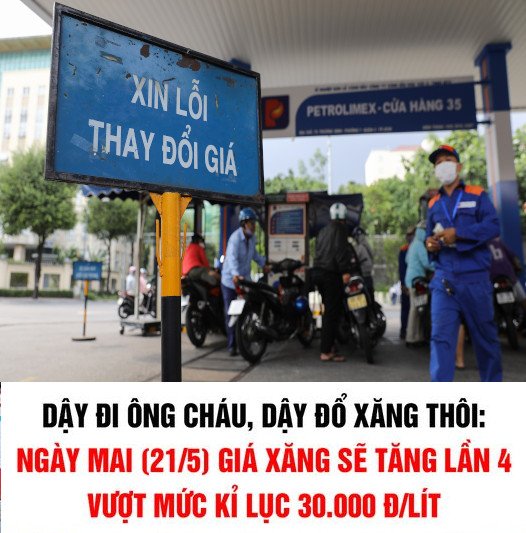 XIN LỖI
THAY ĐỔI GIÁ
PETROLIMEX - CỬA HÀNG 35
DẬY ĐI ÔNG CHÁU, DẬY ĐỔ XĂNG THÔI:
NGÀY MAI (21/5) GIÁ XĂNG SẼ TĂNG LẦN 4
VƯỢT MỨC KỈ LỤC 30.000 Đ/LÍT